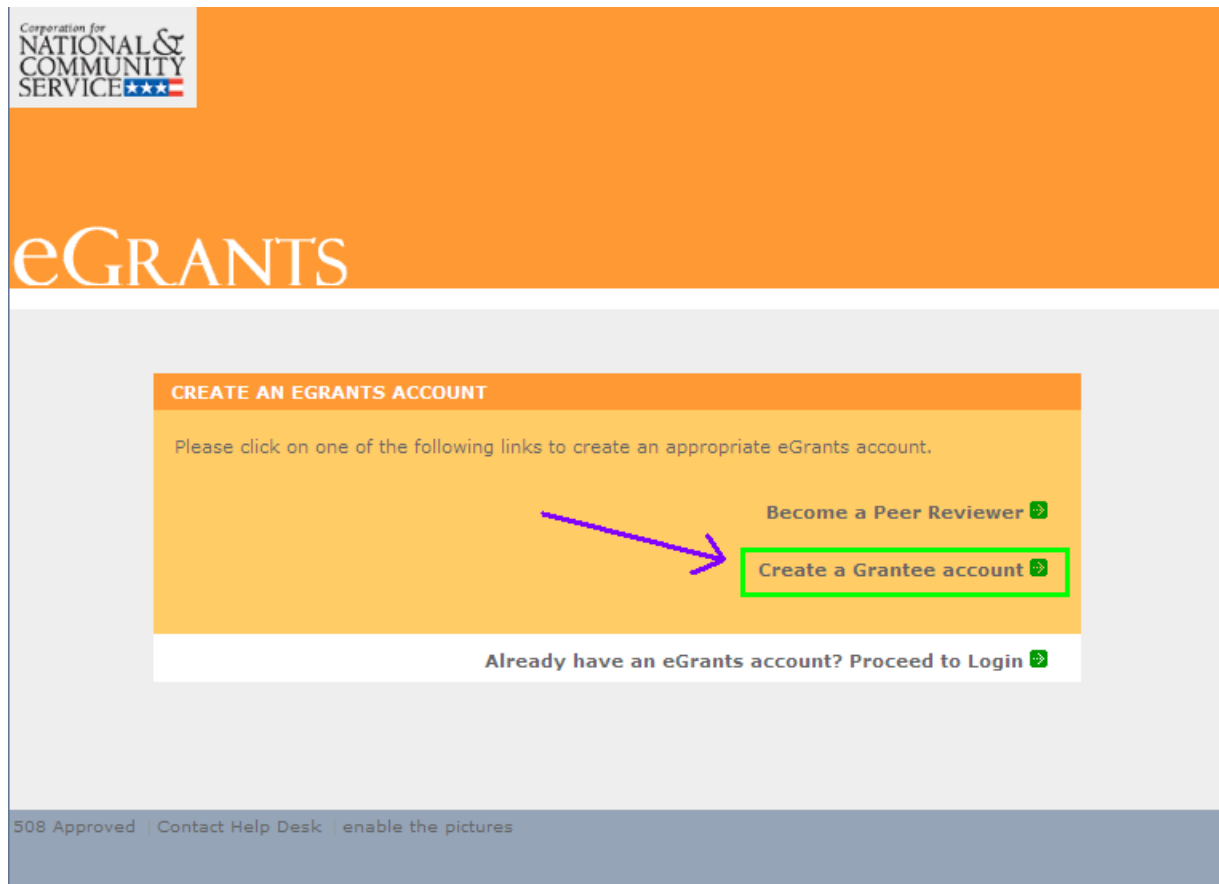 Corporation for
NATIONAL &
COMMUNITY
SERVICE
eGRANTS
CREATE AN EGRANTS ACCOUNT
Please click on one of the following links to create an appropriate eGrants account.
Become a Peer Reviewer
Create a Grantee account
Already have an eGrants account? Proceed to Login
508 Approved | Contact Help Desk | enable the pictures